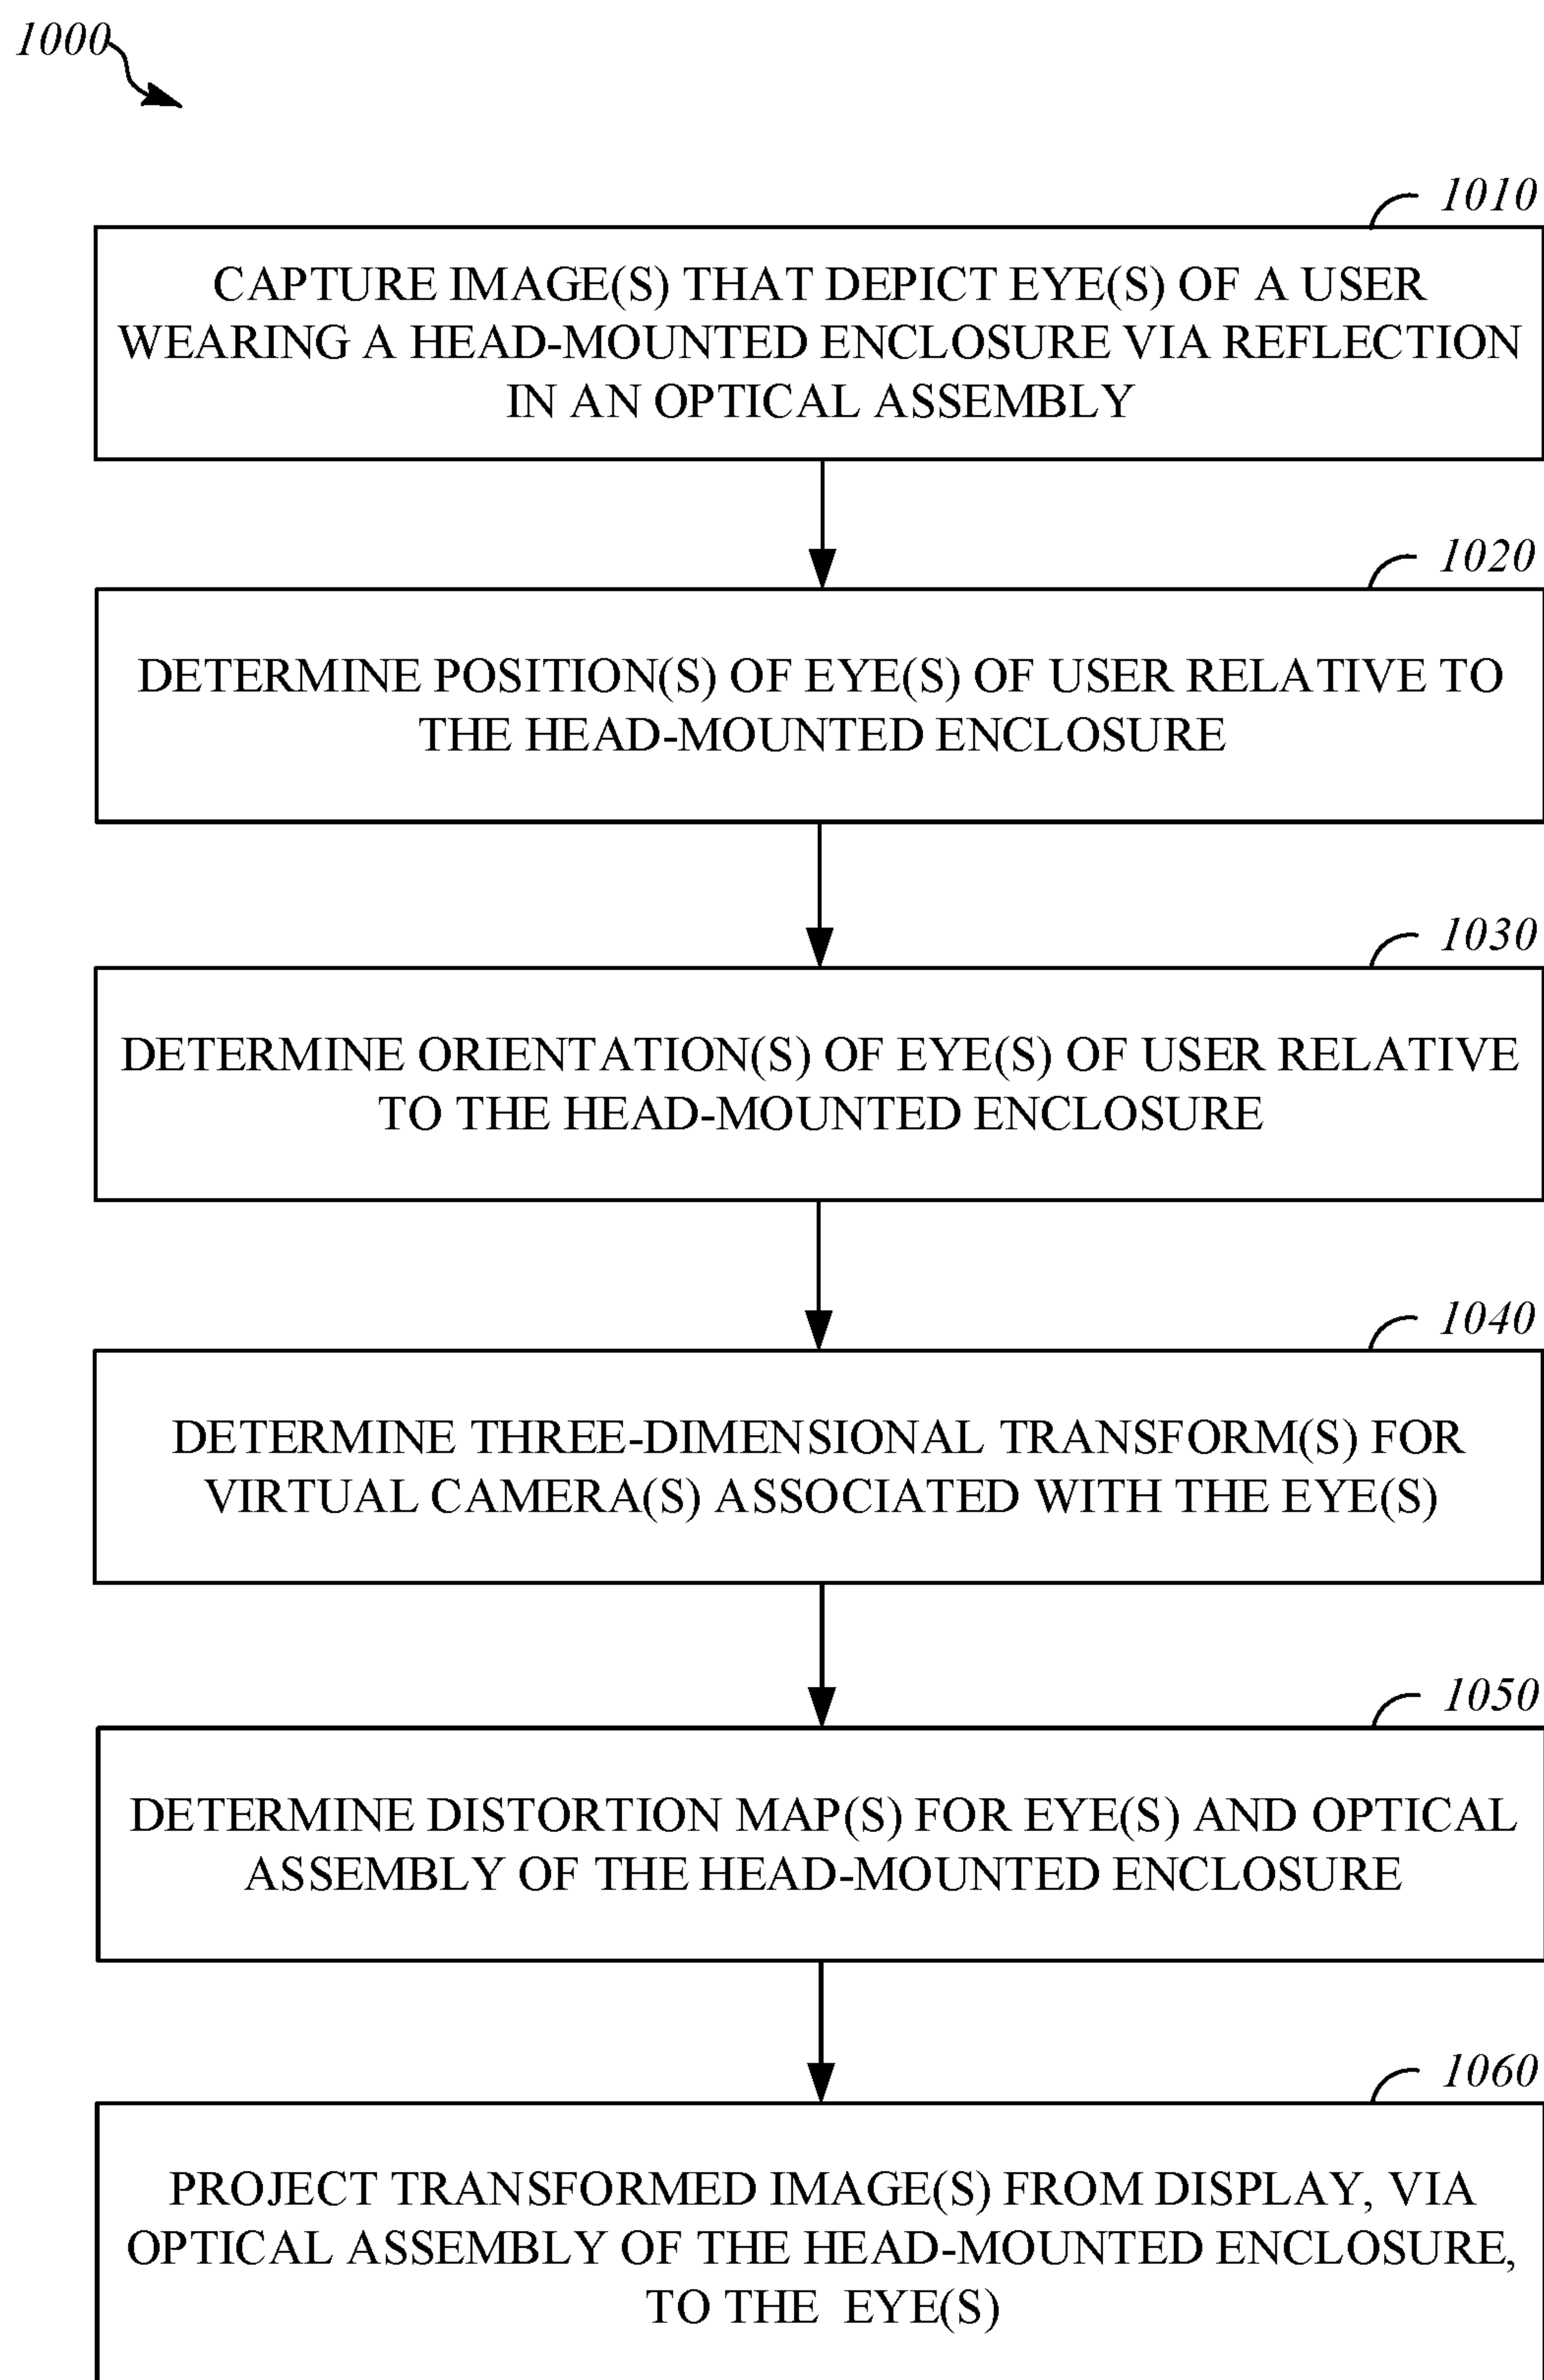 1000
1010
CAPTURE IMAGE(S) THAT DEPICT EYE(S) OF A USER
WEARING A HEAD-MOUNTED ENCLOSURE VIA REFLECTION
IN AN OPTICAL ASSEMBLY
1020
DETERMINE POSITION(S) OF EYE(S) OF USER RELATIVE TO
THE HEAD-MOUNTED ENCLOSURE
1030
DETERMINE ORIENTATION(S) OF EYE(S) OF USER RELATIVE
TO THE HEAD-MOUNTED ENCLOSURE
1040
DETERMINE THREE-DIMENSIONAL TRANSFORM(S) FOR
VIRTUAL CAMERA(S) ASSOCIATED WITH THE EYE(S)
1050
DETERMINE DISTORTION MAP(S) FOR EYE(S) AND OPTICAL
ASSEMBLY OF THE HEAD-MOUNTED ENCLOSURE
1060
PROJECT TRANSFORMED IMAGE(S) FROM DISPLAY, VIA
OPTICAL ASSEMBLY OF THE HEAD-MOUNTED ENCLOSURE,
TO THE EYE(S)